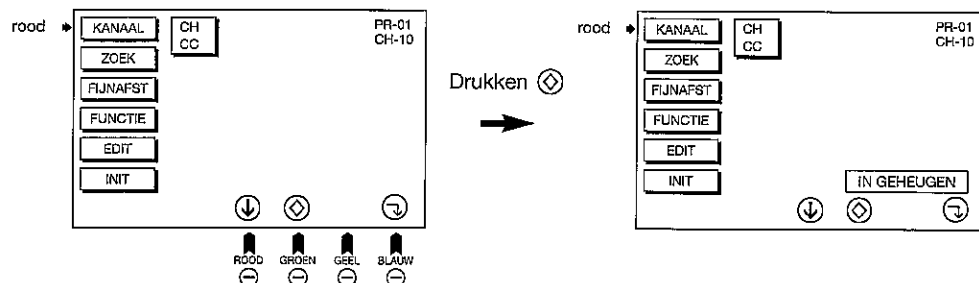 rood
KANAAL
ZOEK
FIJNAFST
FUNCTIE
EDIT
INIT
CH
CC
PR-01
CH-10
ROOD GROEN GEEL BLAUW
Drukken
rood
KANAAL
ZOEK
FIJNAFST
FUNCTIE
EDIT
INIT
CH
CC
PR-01
CH-10
IN GEHEUGEN